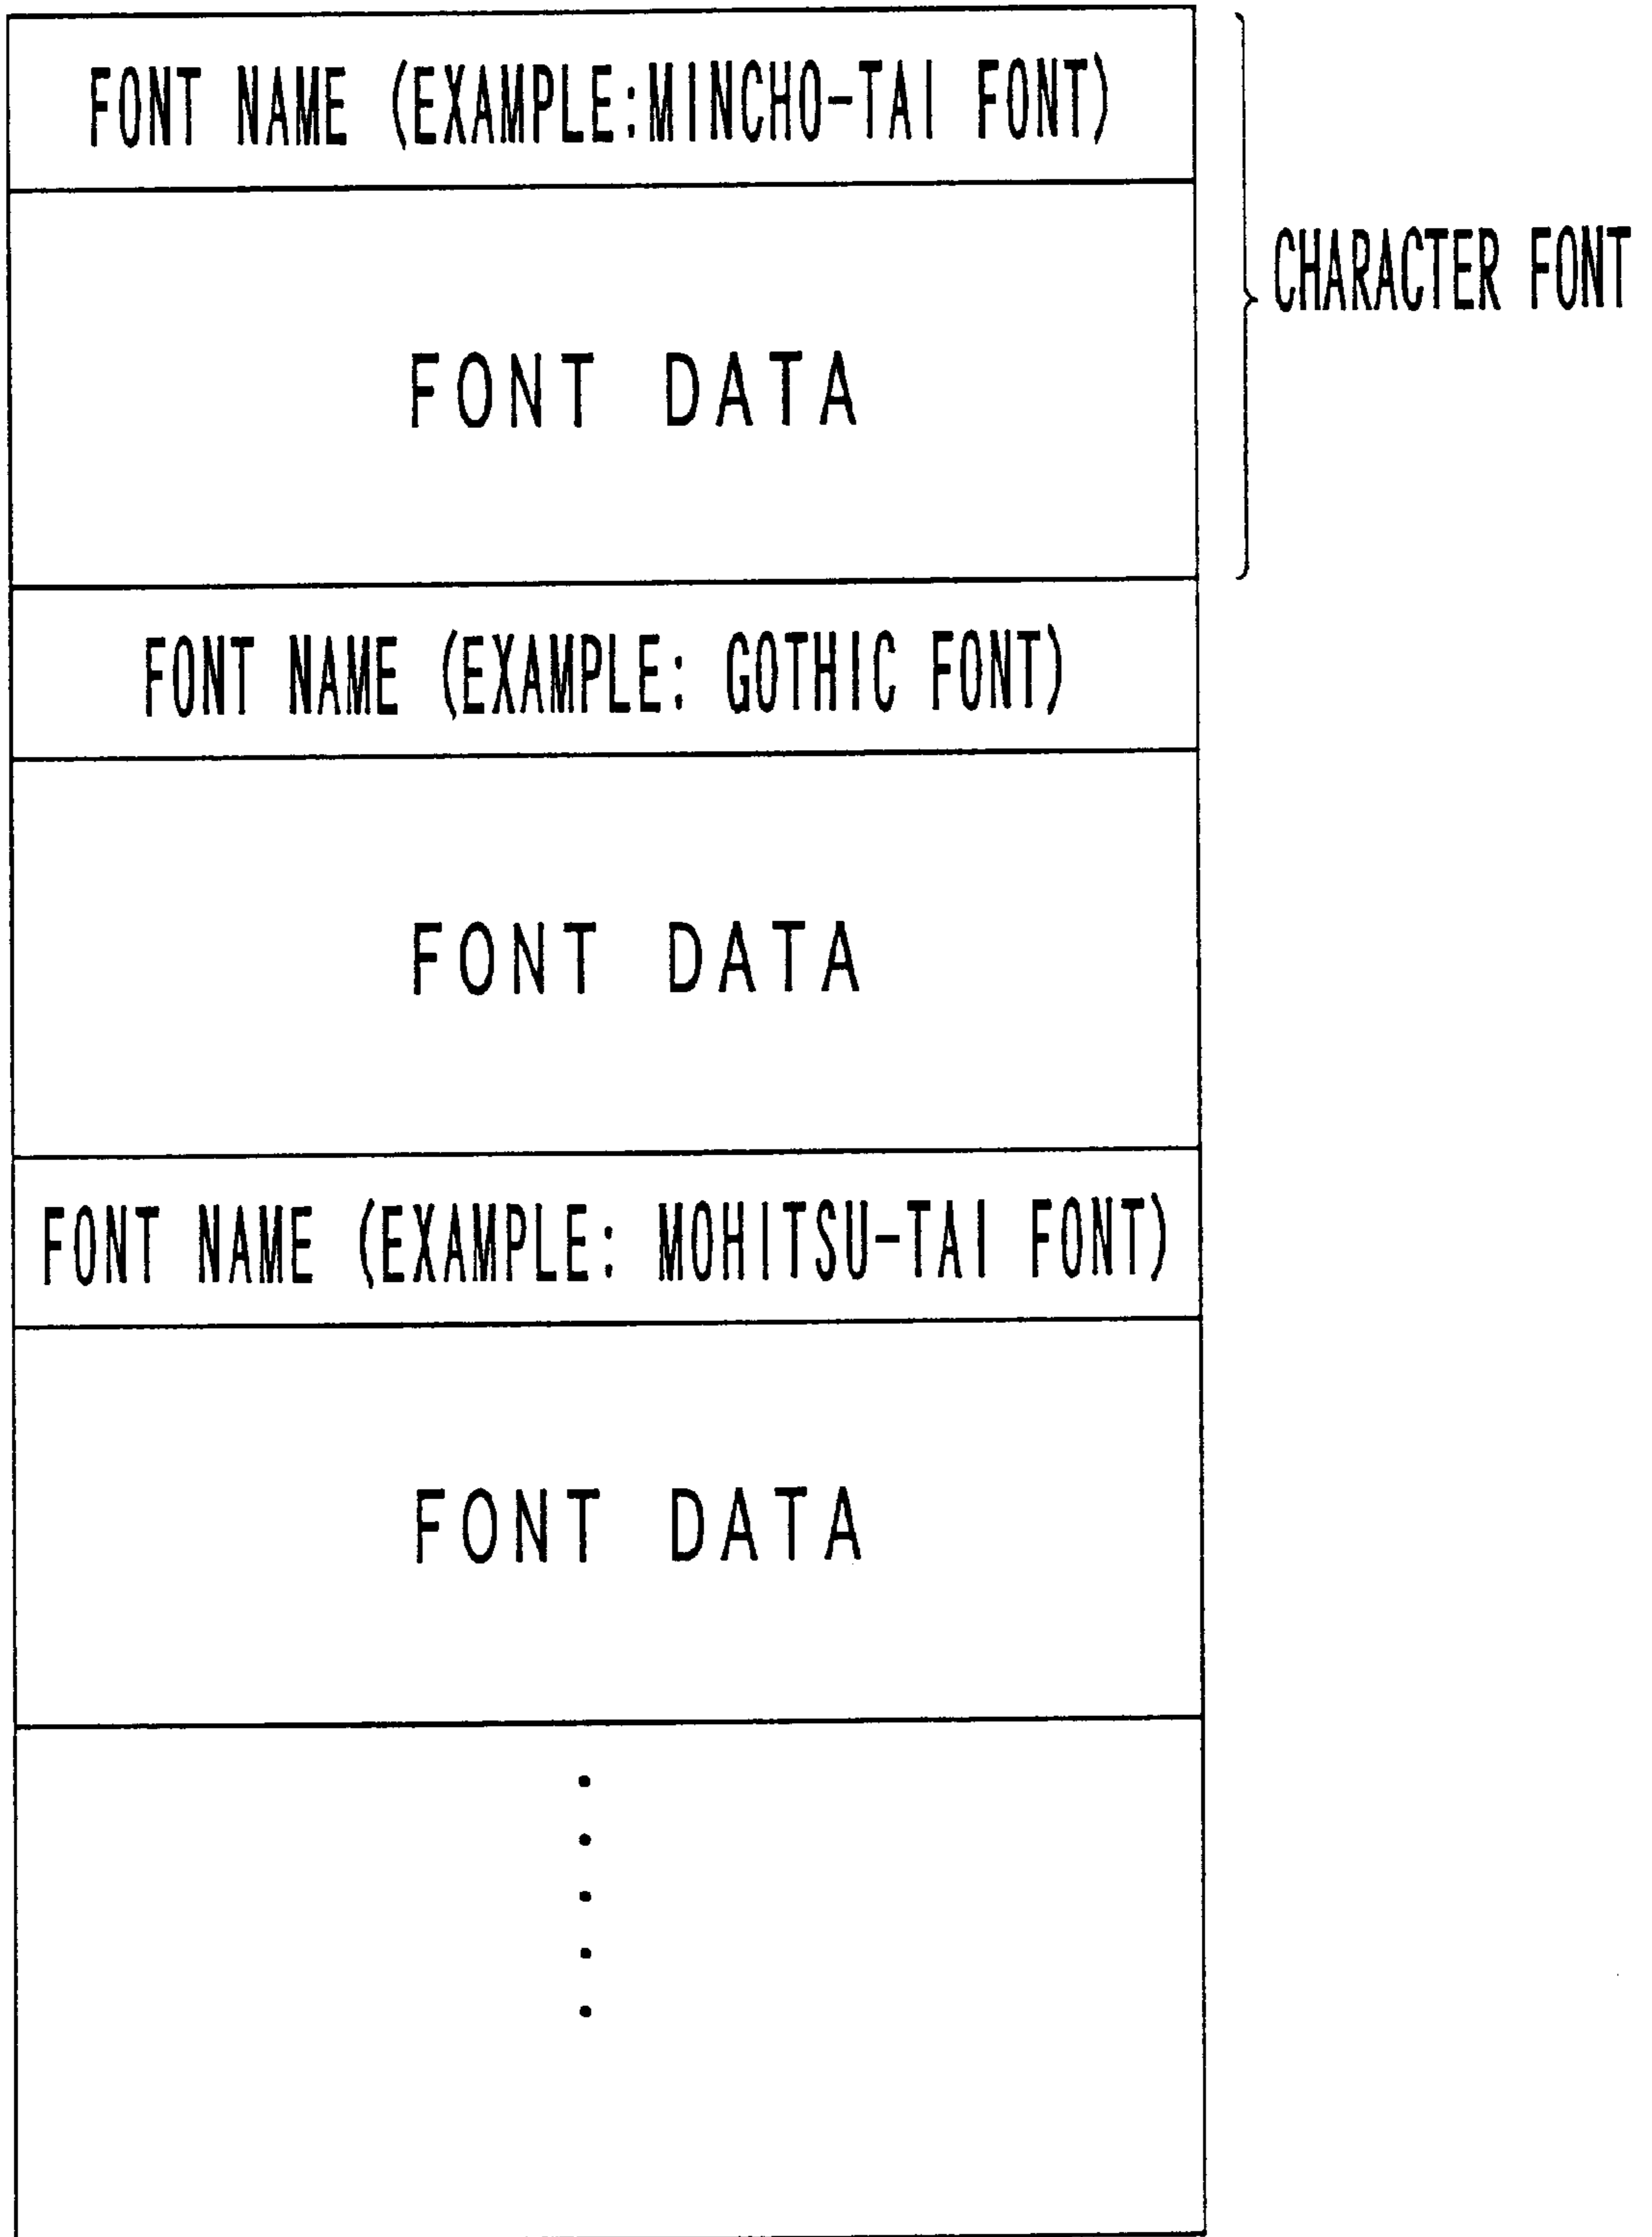 FONT NAME (EXAMPLE:MINCHO-TAI FONT)
CHARACTER FONT
FONT DATA
FONT NAME (EXAMPLE: GOTHIC FONT)
FONT DATA
FONT NAME (EXAMPLE: MOHITSU-TAI FONT)
FONT DATA